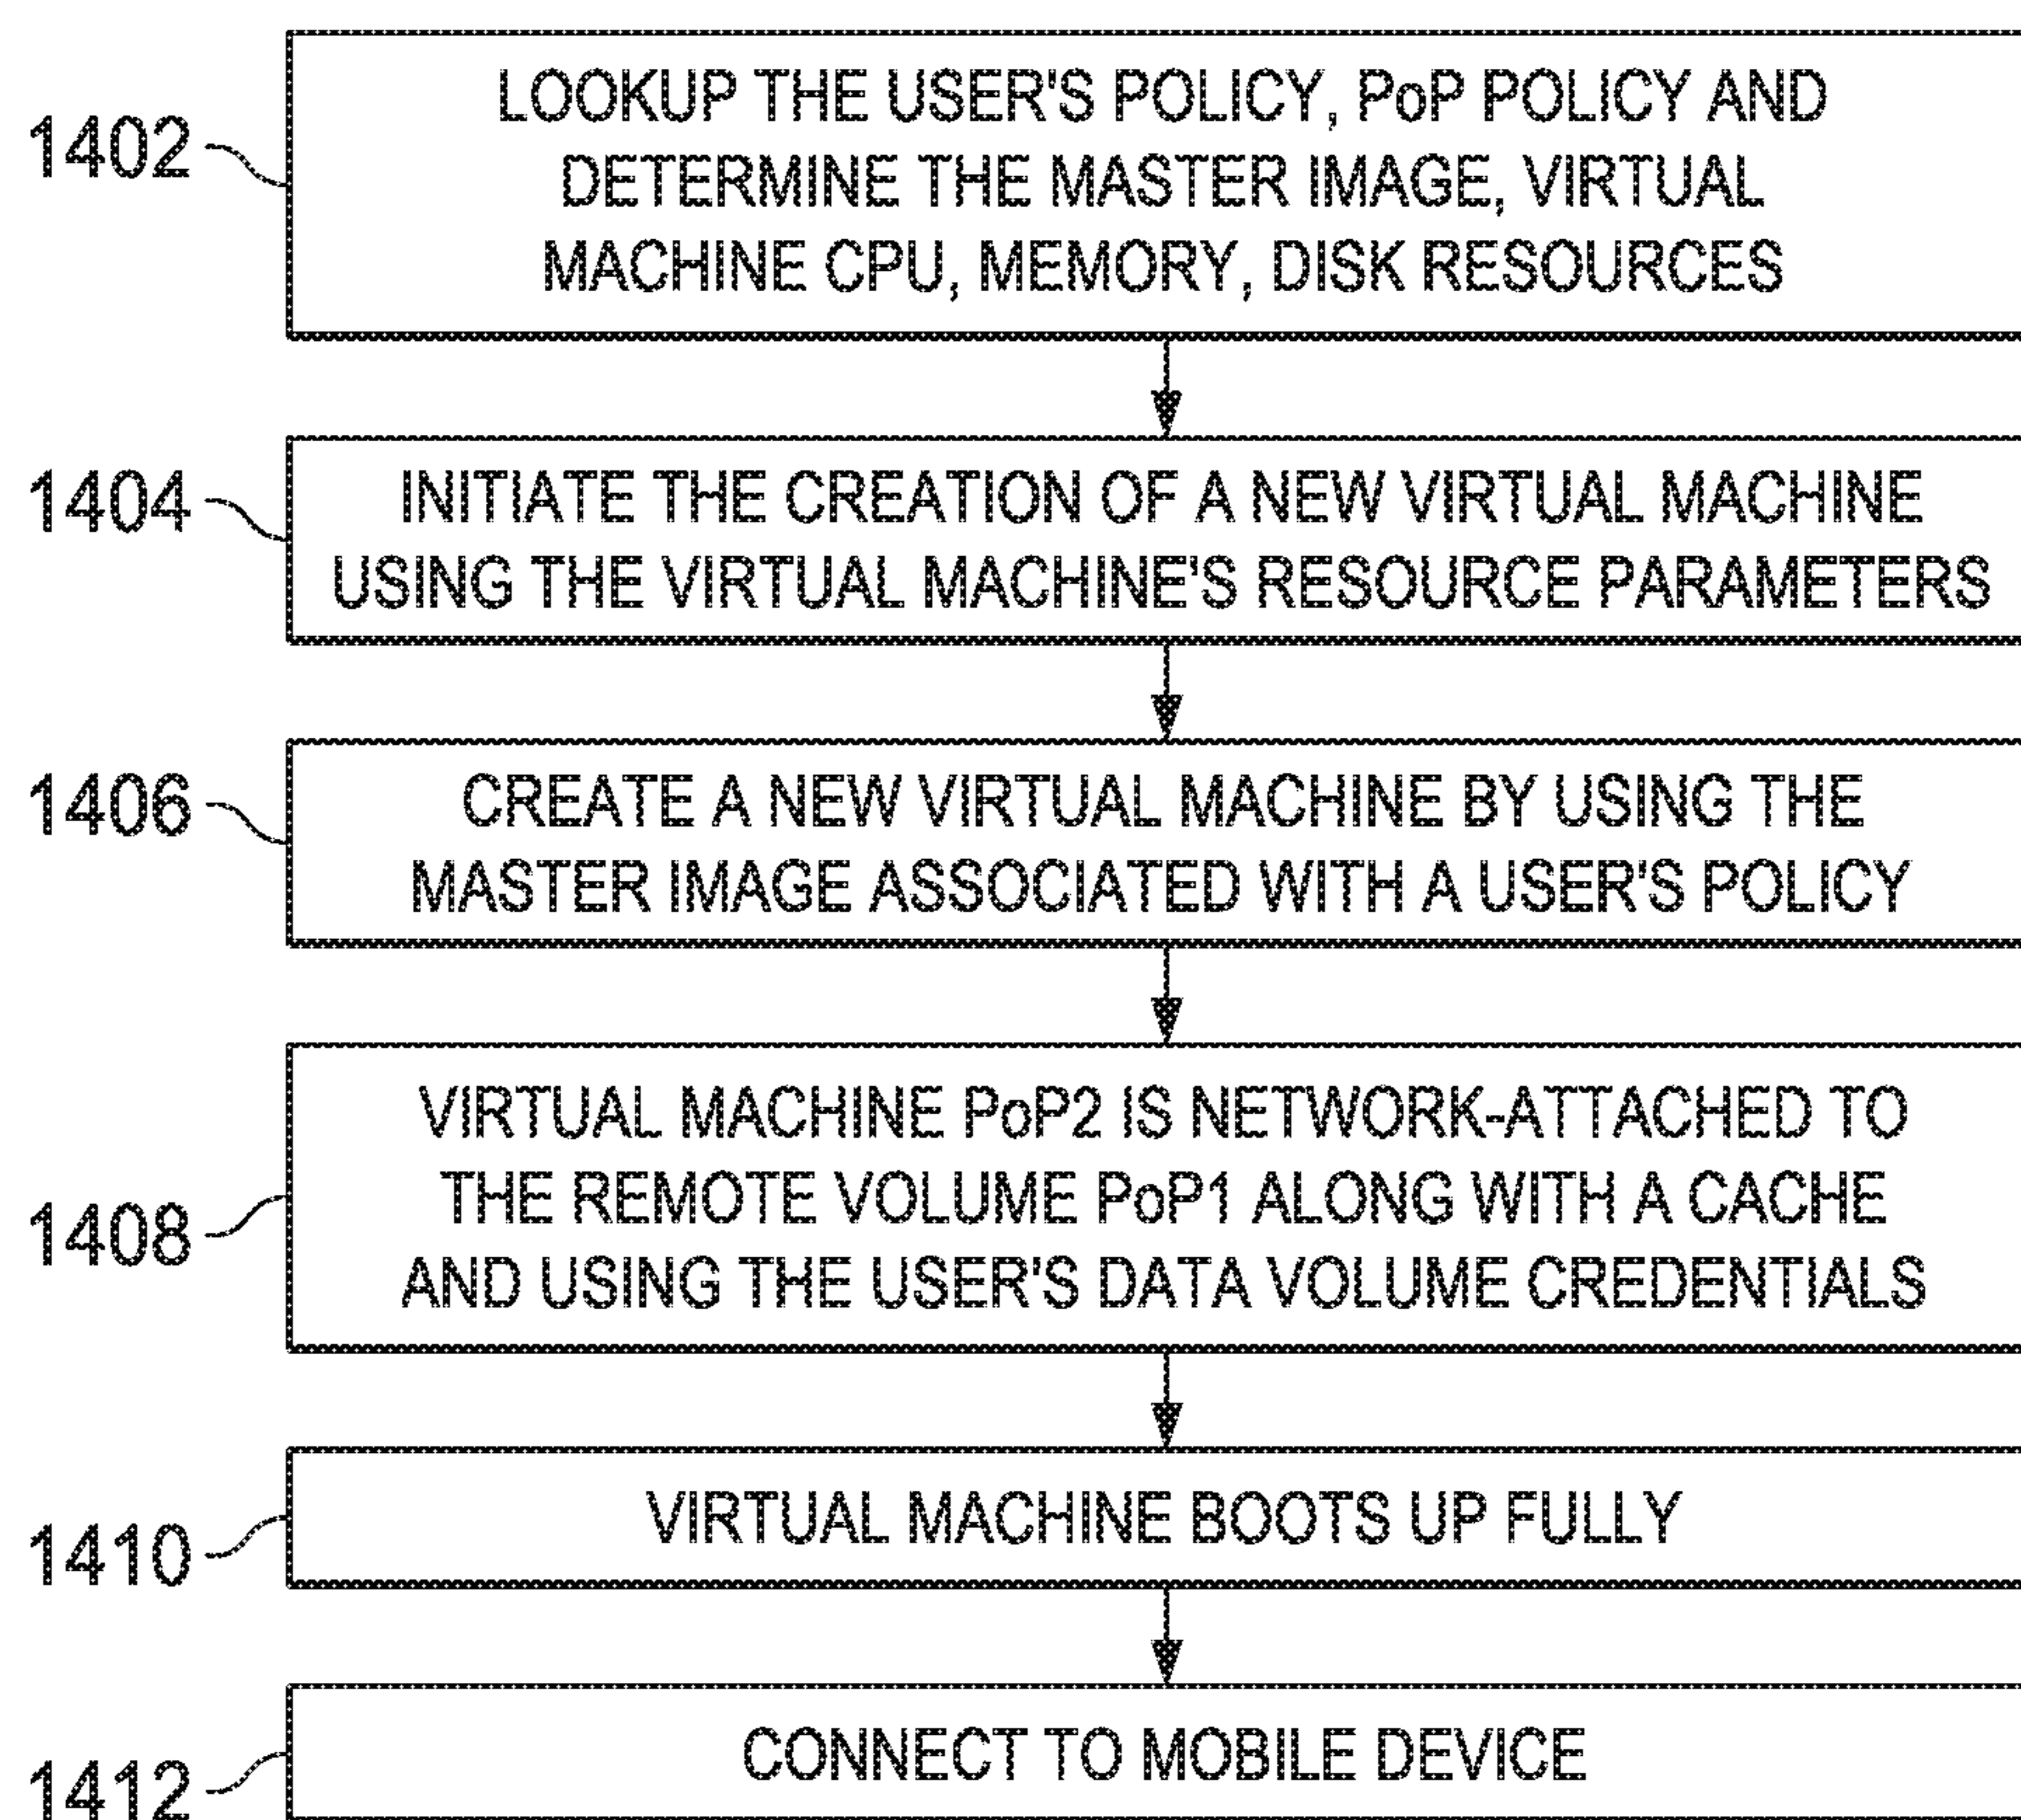 LOOKUP THE USER'S POLICY, PoP POLICY AND
1402
DETERMINE THE MASTER IMAGE, VIRTUAL
MACHINE CPU, MEMORY, DISK RESOURCES
1404
INITIATE THE CREATION OF A NEW VIRTUAL MACHINE
USING THE VIRTUAL MACHINE'S RESOURCE PARAMETERS
1406
CREATE A NEW VIRTUAL MACHINE BY USING THE
MASTER IMAGE ASSOCIATED WITH A USER'S POLICY
VIRTUAL MACHINE PoP2 IS NETWORK-ATTACHED TO
THE REMOTE VOLUME PoP1 ALONG WITH A CACHE
1408
AND USING THE USER'S DATA VOLUME CREDENTIALS
VIRTUAL MACHINE BOOTS UP FULLY
1410
CONNECT TO MOBILE DEVICE
1412